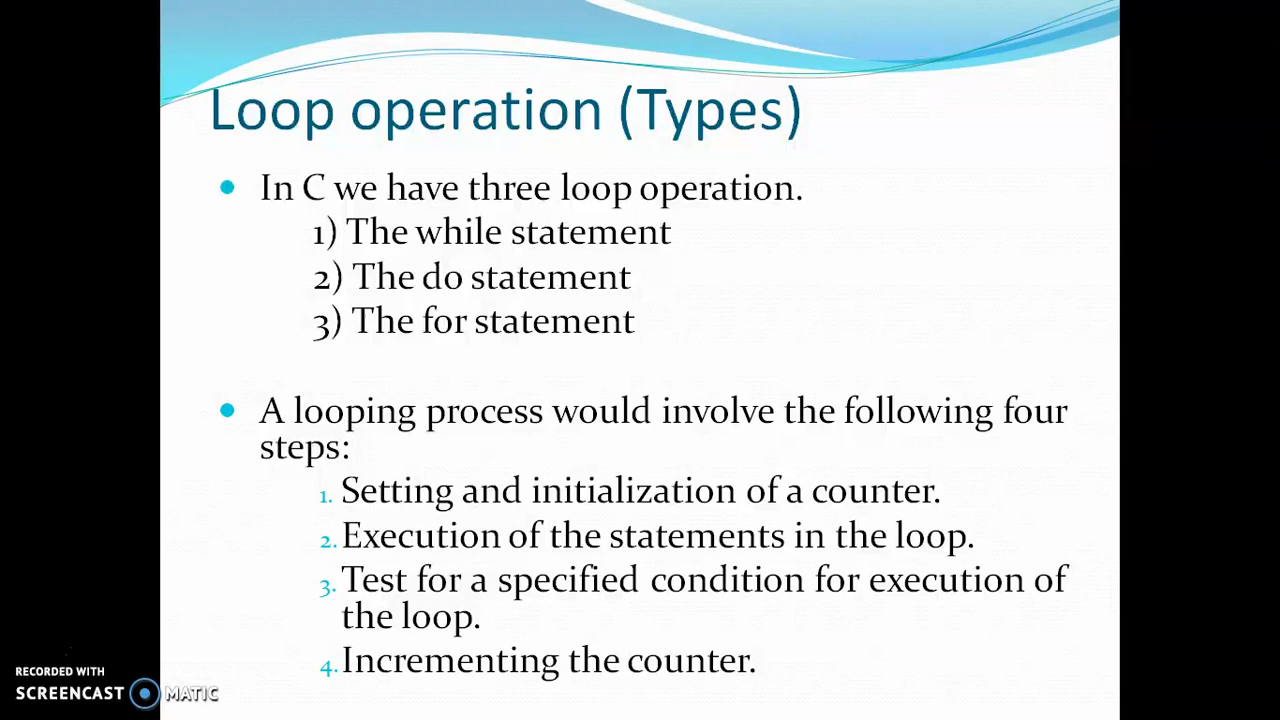 Loop operation (Types)
• In C we have three loop operation.
1) The while statement
2) The do statement
3) The for statement
• A looping process would involve the following four
steps:
1. Setting and initialization of a counter.
2. Execution of the statements in the loop.
3. Test for a specified condition for execution of
the loop.
4. Incrementing the counter.
RECORDED WITH
SCREENCAST MATIC